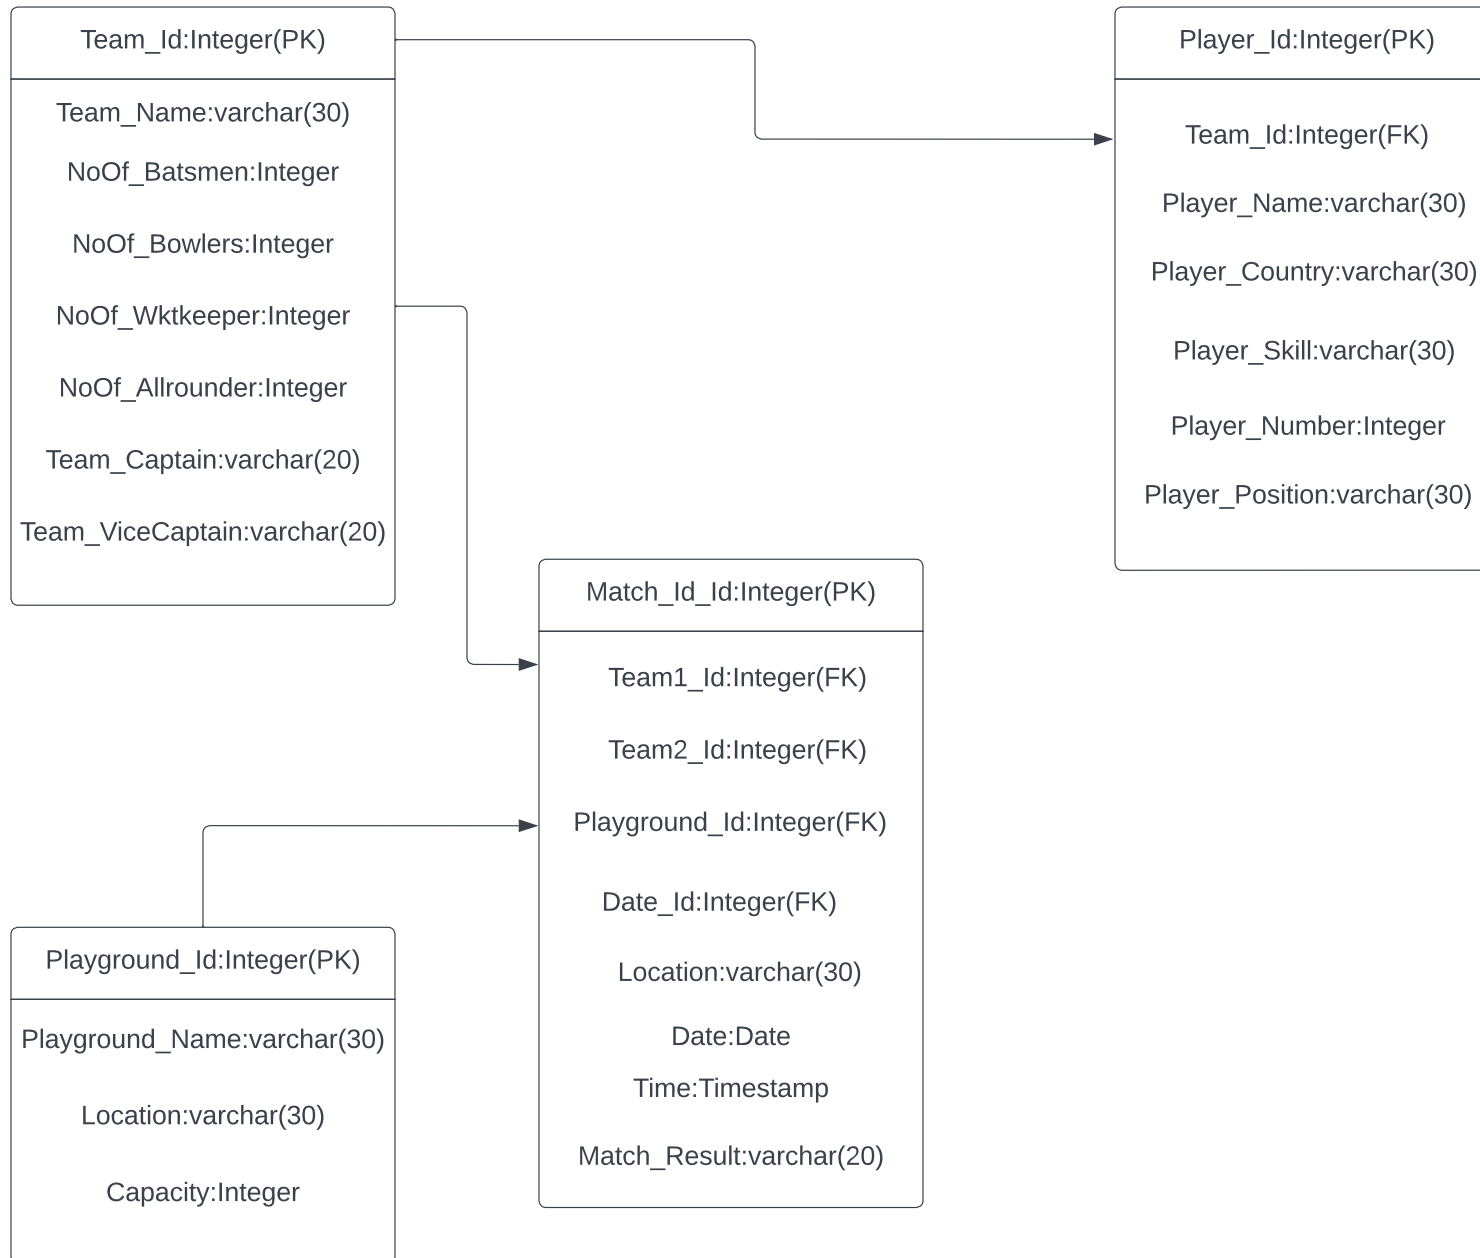 Team_Id:Integer(PK)
Team_Name:varchar(30)
NoOf_Batsmen:Integer
NoOf_Bowlers:Integer
NoOf_Wktkeeper:Integer
NoOf_Allrounder:Integer
Team_Captain:varchar(20)
Team_ViceCaptain:varchar(20)
Player_Id:Integer(PK)
Team_Id:Integer(FK)
Player_Name:varchar(30)
Player_Country:varchar(30)
Player_Skill:varchar(30)
Player_Number:Integer
Player_Position:varchar(30)
Match_Id_Id:Integer(PK)
Team1_Id:Integer(FK)
Team2_Id:Integer(FK)
Playground_Id:Integer(FK)
Date_Id:Integer(FK)
Location:varchar(30)
Date:Date
Time:Timestamp
Match_Result:varchar(20)
Playground_Id:Integer(PK)
Playground_Name:varchar(30)
Location:varchar(30)
Capacity:Integer